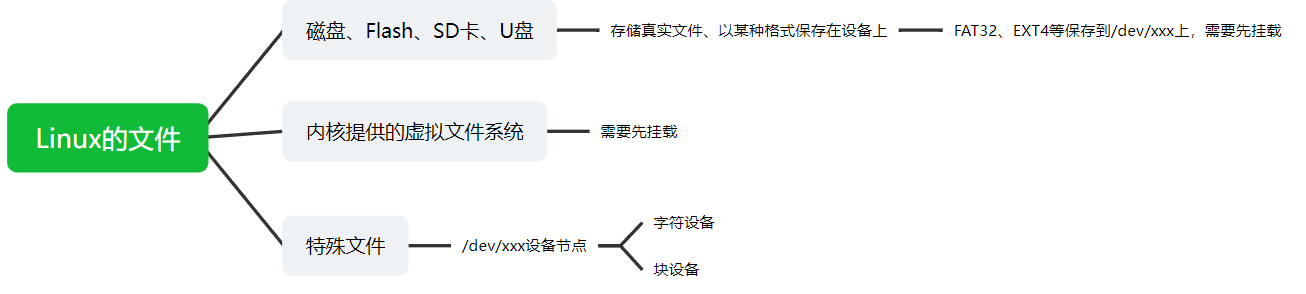 Linux的文件
磁盘、Flash、SD卡、U盘
存储真实文件、以某种格式保存在设备上
FAT32、EXT4等保存到/dev/xxx上，需要先挂载
内核提供的虚拟文件系统
需要先挂载
特殊文件
/dev/xxx设备节点
字符设备
块设备